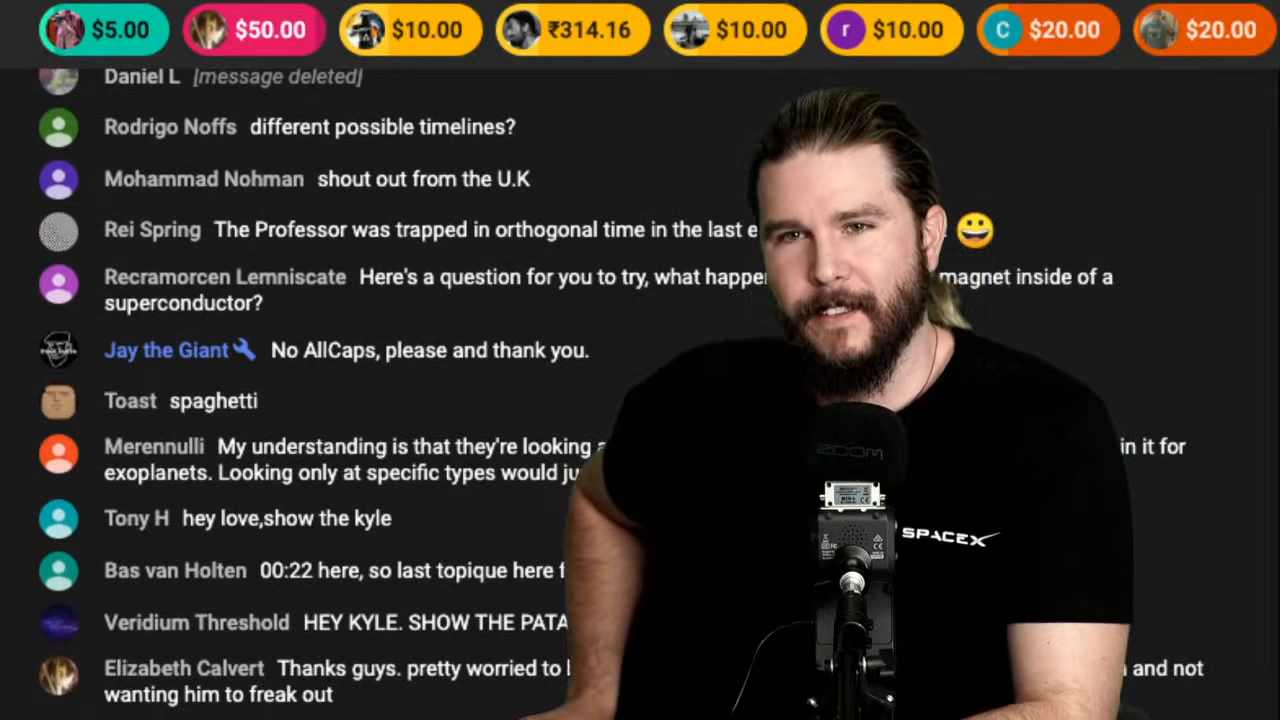 $5.00 $50.00 $10.00 ₹314.16 $10.00 r $10.00 C $20.00 $20.00
Daniel L [message deleted]
Rodrigo Noffs different possible timelines?
Mohammad Nohman shout out from the U.K
Rei Spring The Professor was trapped in orthogonal time in the last
Recramorcen Lemniscate Here's a question for you to try, what magnet inside of a
superconductor?
Jay the Giant No AllCaps, please and thank you.
Toast spaghetti
Merennulli My understanding is that they're looking in it for
exoplanets. Looking only at specific types would
Tony H hey love,show the kyle
Bas van Holten 00:22 here, so last topique here
Veridium Threshold HEY KYLE. SHOW THE
Elizabeth Calvert Thanks guys. pretty worried to and not
wanting him to freak out
ZOOM
SPACEX